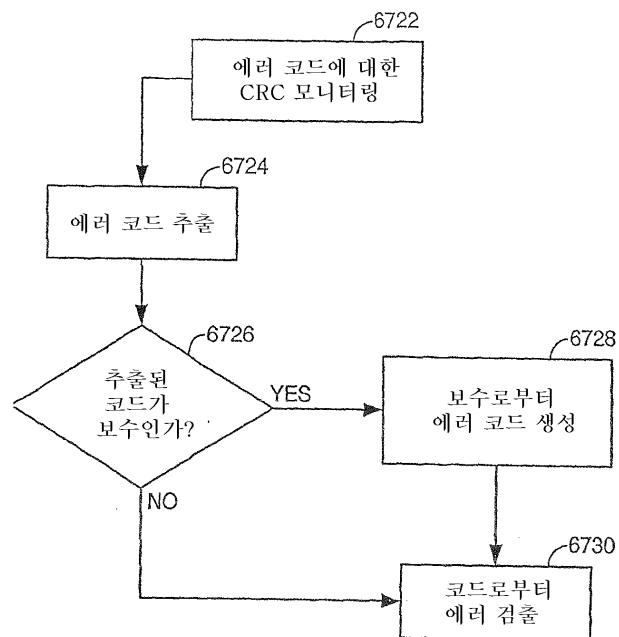 6722
에러 코드에 대한
CRC 모니터링
6724
에러 코드 추출
6726
추출된
코드가
보수인가?
YES
NO
6728
보수로부터
에러 코드 생성
6730
코드로부터
에러 검출